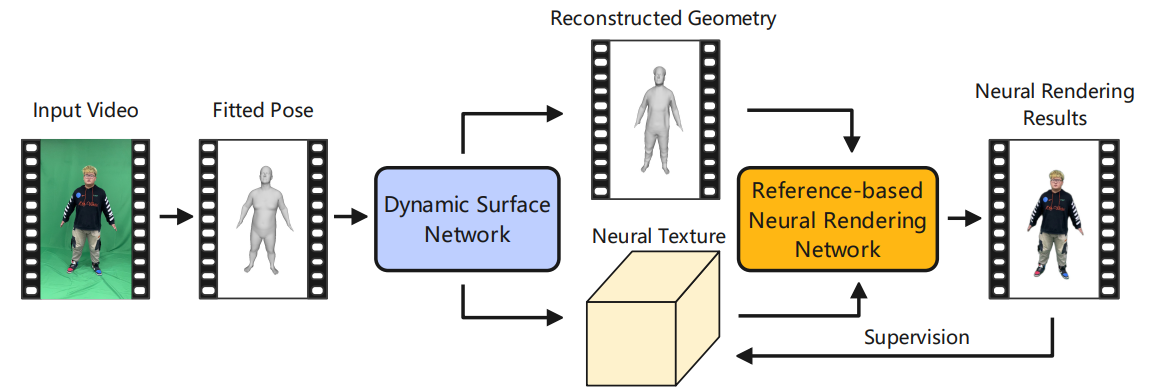 Input Video
Fitted Pose
Dynamic Surface
Network
Reconstructed Geometry
Neural Texture
Reference-based
Neural Rendering
Network
Neural Rendering
Results
Supervision